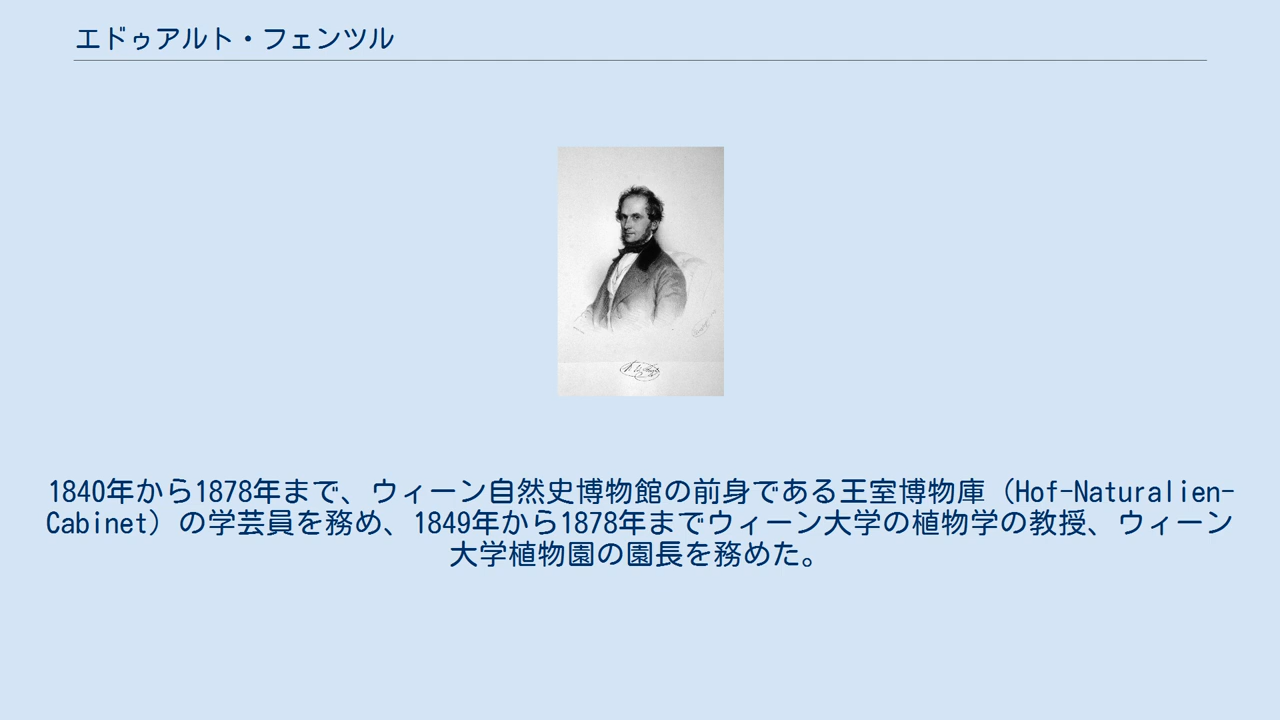 エドゥアルト・フェンツル
1840年から1878年まで、ウィーン自然史博物館の前身である王室博物庫（Hof-Naturalien-
Cabinet）の学芸員を務め、1849年から1878年までウィーン大学の植物学の教授、ウィーン
大学植物園の園長を務めた。